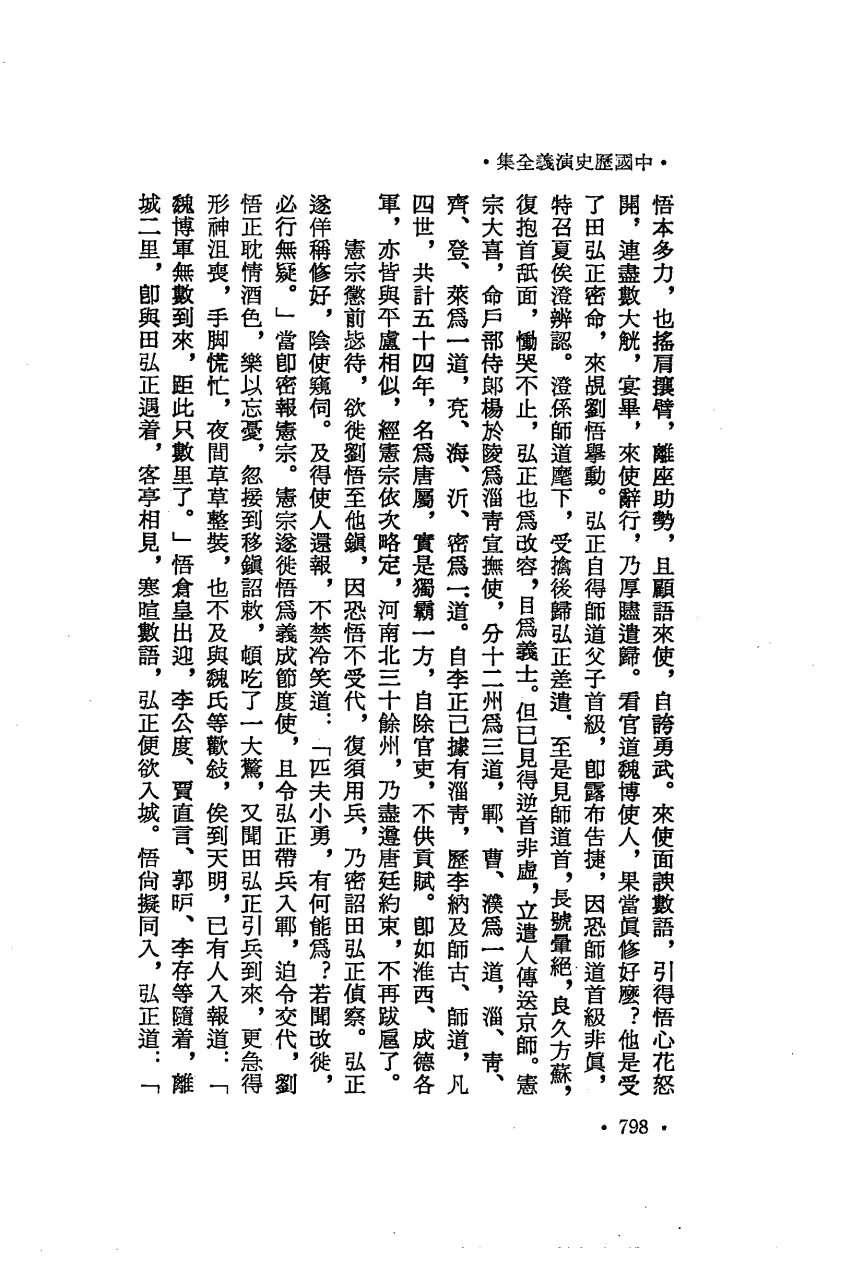 •中國歷史演義全集•
悟本多力，也搖肩攘臂，離座助勢，且顧語來使，自誇勇武。來使面諛數語，引得悟心花怒
開，連盡數大觥，宴畢，來使辭行，乃厚贐遣歸。看官道魏博使人，果當眞修好麼？他是受
了田弘正密命，來覘劉悟舉動。弘正自得師道父子首級，卽露布吿捷，因恐師道首級非眞，
特召夏侯澄辨認。澄係師道麾下，受擒後歸弘正差遣，至是見師道首，長號暈絕，良久方蘇，
復抱首舐面，慟哭不止，弘正也爲改容，目爲義士。但已見得逆首非虛，立遣人傳送京師。憲
宗大喜，命戶部侍郎楊於陵爲淄靑宣撫使，分十二州爲三道，鄆、曹、濮爲一道，淄、靑、
齊、登、萊爲一道，兗、海、沂、密爲一道。自李正己據有淄靑，歷李納及師古、師道，凡
四世，共計五十四年，名爲唐屬，實是獨霸一方，自除官吏，不供貢賦。卽如淮西、成德各
軍，亦皆與平盧相似，經憲宗依次略定，河南北三十餘州，乃盡遵唐廷約束，不再跋扈了。
憲宗懲前毖待，欲徙劉悟至他鎭，因恐悟不受代，復須用兵，乃密詔田弘正偵察。弘正
遂佯稱修好，陰使窺伺。及得使人還報，不禁冷笑道：「匹夫小勇，有何能爲？若聞改徙，
必行無疑。」當卽密報憲宗。憲宗遂徙悟爲義成節度使，且令弘正帶兵入鄆，迫令交代，劉
悟正耽情酒色，樂以忘憂，忽接到移鎭詔敕，頓吃了一大驚，又聞田弘正引兵到來，更急得
形神沮喪，手脚慌忙，夜間草草整裝，也不及與魏氏等歡敍，俟到天明，已有人入報道：「
魏博軍無數到來，距此只數里了。」悟倉皇出迎，李公度、賈直言、郭旷、李存等隨着，離
城二里，卽與田弘正遇着，客亭相見，寒暄數語，弘正便欲入城。悟尙擬同入，弘正道：「
•798•